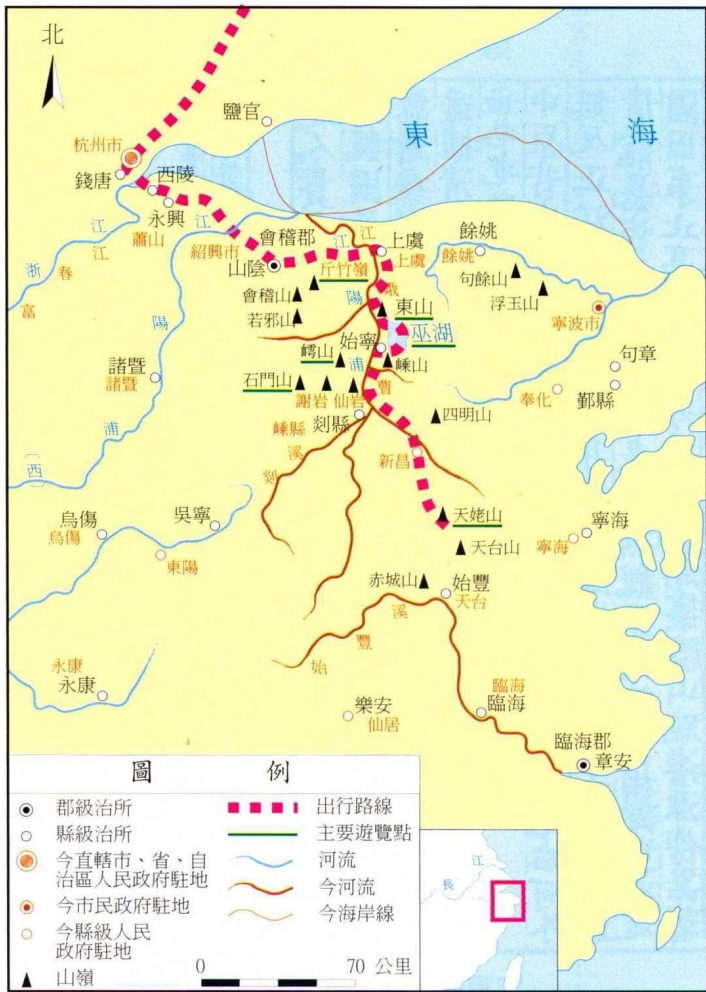 北
鹽官
東海
杭州市
錢唐
西陵
永興
蕭山
江
江
浙
春
富
江
紹興市
會稽郡
山陰
江
江
上虞
上虞
餘姚
餘姚
斤竹嶺
句餘山
浮玉山
會稽山
若邪山
陽
娥
東山
寧波市
巫湖
始寧
陽
嶀山
浦
嵊山
句章
諸暨
諸暨
石門山
謝岩
仙岩
曹
奉化
鄞縣
剡縣
四明山
嵊縣
浦
溪
剡
新昌
〔西〕
烏傷
烏傷
吳寧
東陽
天姥山
天台山
寧海
寧海
赤城山
始豐
天台
溪
豐
始
永康
永康
樂安
仙居
臨海
臨海
臨海郡
章安
圖例
郡級治所
縣級治所
今直轄市、省、自
治區人民政府駐地
今市民政府駐地
今縣級人民
政府駐地
山嶺
出行路線
主要遊覽點
河流
今河流
今海岸線
0 70 公里
長江